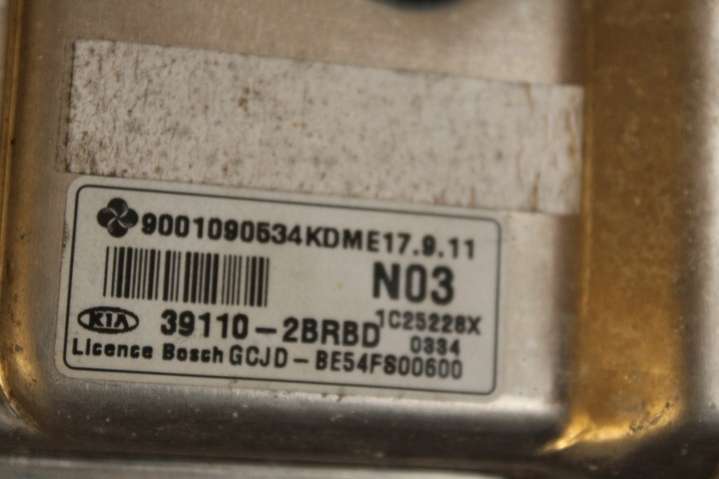 9001090534KDME17.9.11
N03
KIA 39110-2BRBD 1C25228X
0334
Licence Bosch GCJD-BE54FS00600